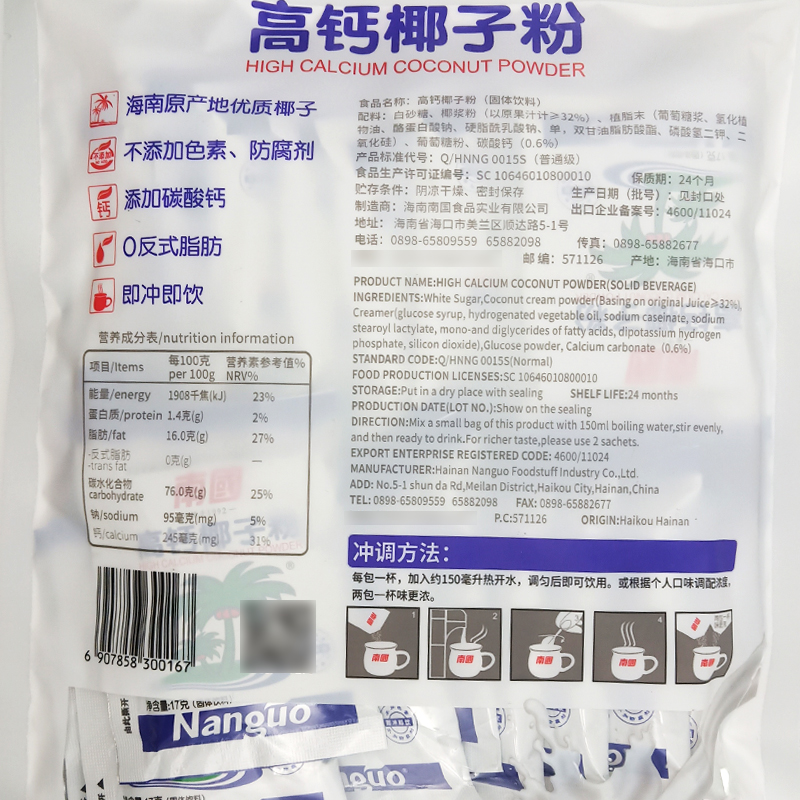 高钙椰子粉
HIGH CALCIUM COCONUT POWDER
海南原产地优质椰子
不添加
不添加色素、防腐剂
钙
添加碳酸钙
0反式脂肪
即冲即饮
营养成分表/nutrition information
项目/Items 每100克 per 100g 营养素参考值% NRV%
能量/energy 1908千焦(kJ) 23%
蛋白质/protein 1.4克(g) 2%
脂肪/fat 16.0克(g) 27%
-反式脂肪 -trans fat 0克(g) —
碳水化合物 carbohydrate 76.0克(g) 25%
钠/sodium 95毫克(mg) 5%
钙/calcium 245毫克(mg) 31%
6 907858 300167
食品名称：高钙椰子粉（固体饮料）
配料：白砂糖、椰浆粉（以原果汁计≥32%）、植脂末（葡萄糖浆、氢化植
物油、酪蛋白酸钠、硬脂酰乳酸钠、单，双甘油脂肪酸酯、磷酸氢二钾、二
氧化硅）、葡萄糖粉、碳酸钙（0.6%）
产品标准代号：Q/HNNG 0015S（普通级）
食品生产许可证编号：SC 10646010800010 保质期：24个月
贮存条件：阴凉干燥、密封保存 生产日期（批号）：见封口处
制造商：海南南国食品实业有限公司 出口企业备案号：4600/11024
地址： 海南省海口市美兰区顺达路5-1号
电话：0898-65809559 65882098 传真：0898-65882677
邮 编：571126 产地：海南省海口市
PRODUCT NAME:HIGH CALCIUM COCONUT POWDER(SOLID BEVERAGE)
INGREDIENTS:White Sugar,Coconut cream powder(Basing on original Juice≥32%),
Creamer(glucose syrup, hydrogenated vegetable oil, sodium caseinate, sodium
stearoyl lactylate, mono-and diglycerides of fatty acids, dipotassium hydrogen
phosphate, silicon dioxide),Glucose powder, Calcium carbonate（0.6%）
STANDARD CODE:Q/HNNG 0015S(Normal)
FOOD PRODUCTION LICENSES:SC 10646010800010
STORAGE:Put in a dry place with sealing SHELF LIFE:24 months
PRODUCTION DATE(LOT NO.):Show on the sealing
DIRECTION:Mix a small bag of this product with 150ml boiling water,stir evenly,
and then ready to drink.For richer taste,please use 2 sachets.
EXPORT ENTERPRISE REGISTERED CODE: 4600/11024
MANUFACTURER:Hainan Nanguo Foodstuff Industry Co.,Ltd.
ADD: No.5-1 shun da Rd,Meilan District,Haikou City,Hainan,China
TEL: 0898-65809559 65882098 FAX: 0898-65882677
P.C:571126 ORIGIN:Haikou Hainan
冲调方法：
每包一杯，加入约150毫升热开水，调匀后即可饮用。或根据个人口味调配浓度，
两包一杯味更浓。
1 2 3 4 5
南国 南国 南国 南国 南国
净含量:17克 (固体饮料)
Nanguo
Nanguo